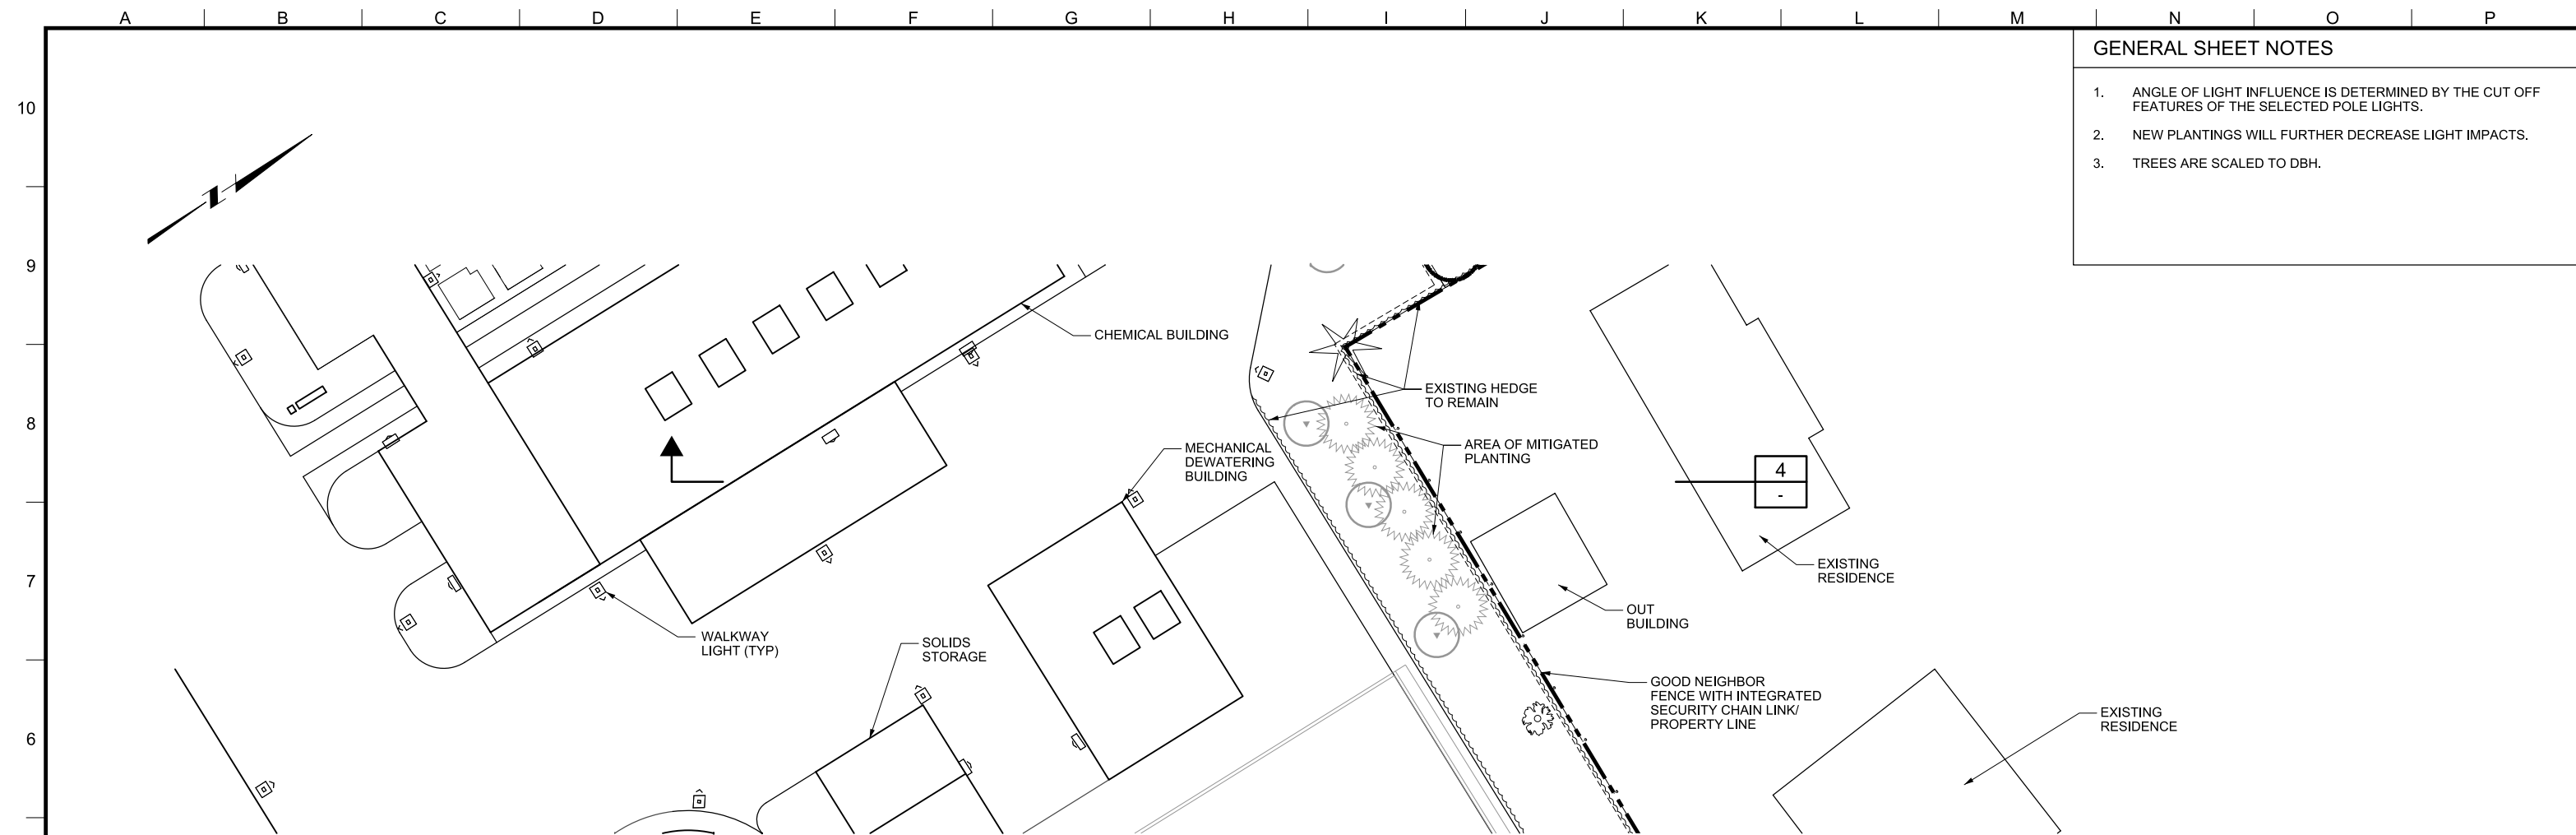 A B C D E F G H I J K L M N O P
GENERAL SHEET NOTES
1. ANGLE OF LIGHT INFLUENCE IS DETERMINED BY THE CUT OFF
FEATURES OF THE SELECTED POLE LIGHTS.
2. NEW PLANTINGS WILL FURTHER DECREASE LIGHT IMPACTS.
3. TREES ARE SCALED TO DBH.
10
9
8
7
6
Z
CHEMICAL BUILDING
EXISTING HEDGE
TO REMAIN
MECHANICAL
DEWATERING
BUILDING
AREA OF MITIGATED
PLANTING
4
-
EXISTING
RESIDENCE
OUT
BUILDING
WALKWAY
LIGHT (TYP)
SOLIDS
STORAGE
GOOD NEIGHBOR
FENCE WITH INTEGRATED
SECURITY CHAIN LINK/
PROPERTY LINE
EXISTING
RESIDENCE